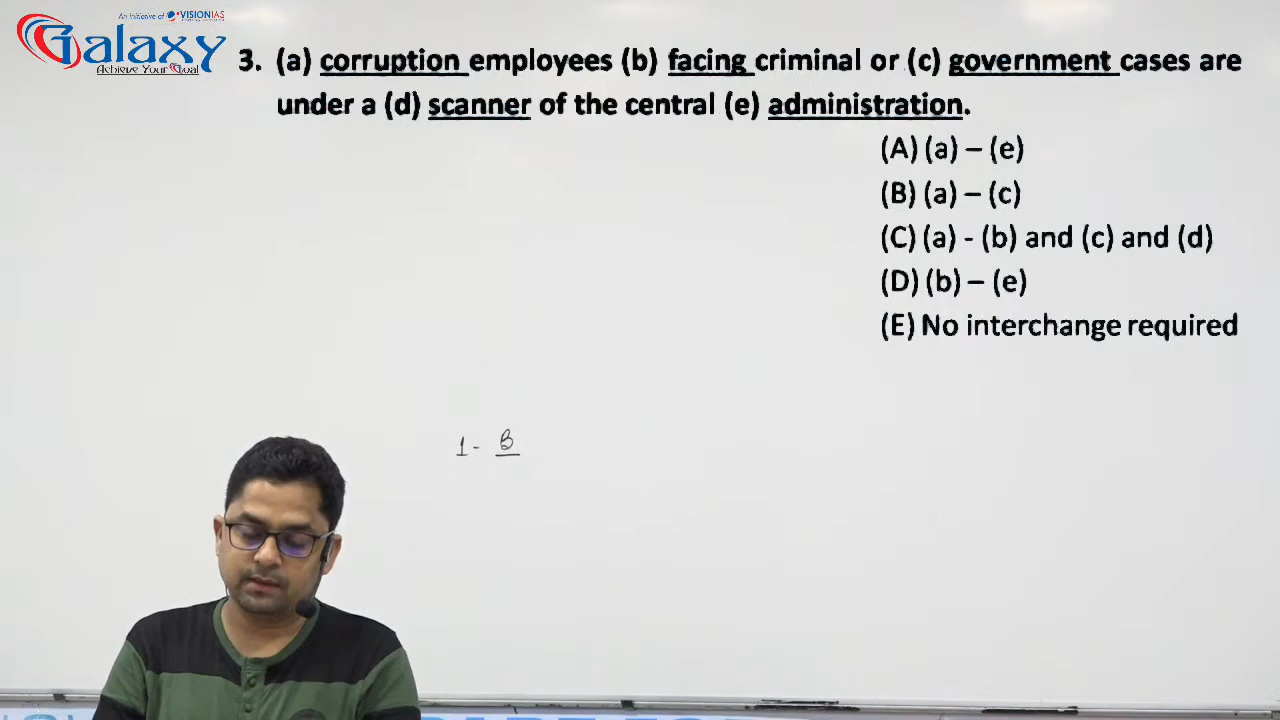 An initiative of VISIONIAS
Galaxy
Achieve Your Goal
3. (a) corruption employees (b) facing criminal or (c) government cases are
under a (d) scanner of the central (e) administration.
(A) (a) – (e)
(B) (a) – (c)
(C) (a) - (b) and (c) and (d)
(D) (b) – (e)
(E) No interchange required
1- B